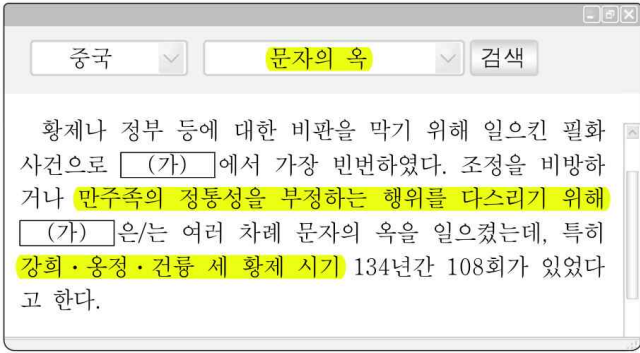 중국 문자의 옥 검색
황제나 정부 등에 대한 비판을 막기 위해 일으킨 필화
사건으로 (가) 에서 가장 빈번하였다. 조정을 비방하
거나 만주족의 정통성을 부정하는 행위를 다스리기 위해
(가) 은/는 여러 차례 문자의 옥을 일으켰는데, 특히
강희·옹정·건륭 세 황제 시기 134년간 108회가 있었다
고 한다.